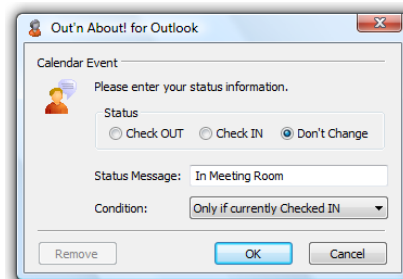 Out'n About! for Outlook
Calendar Event
Please enter your status information.
Status
Check OUT Check IN Don't Change
Status Message: In Meeting Room
Condition: Only if currently Checked IN
Remove OK Cancel